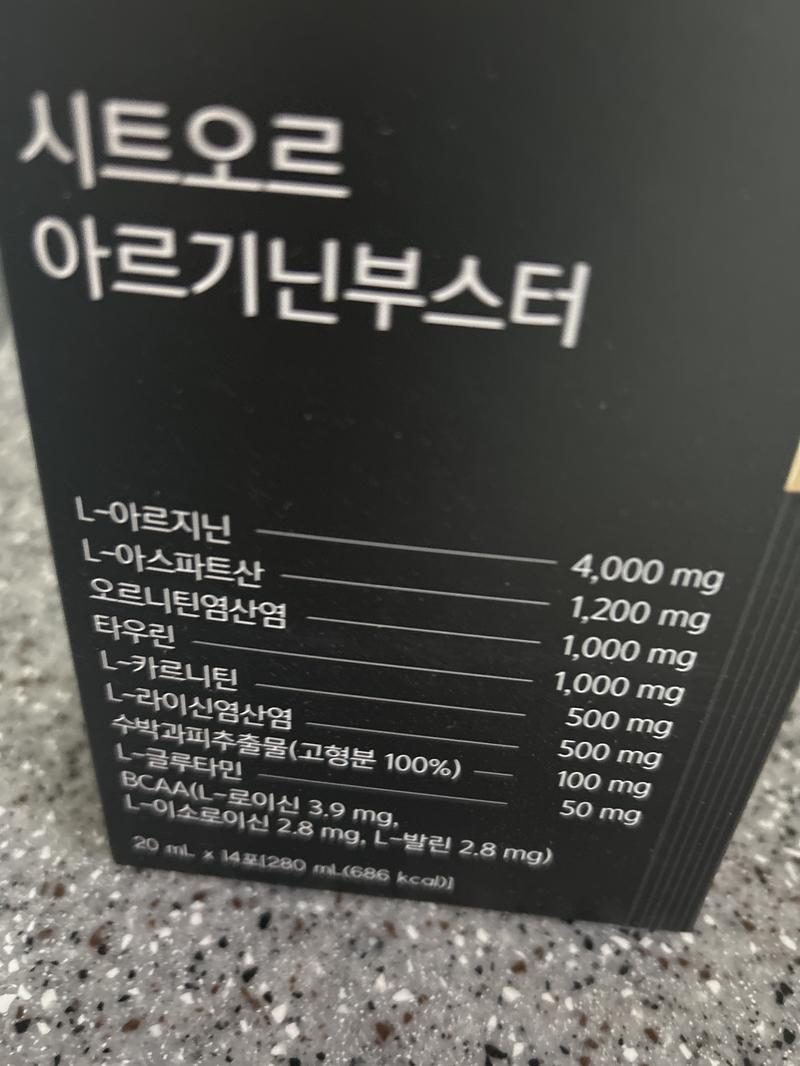 시트오르
아르기닌부스터
L-아르지닌 4,000 mg
L-아스파트산 1,200 mg
오르니틴염산염 1,000 mg
타우린 1,000 mg
L-카르니틴 500 mg
L-라이신염산염 500 mg
수박과피추출물(고형분 100%) 100 mg
L-글루타민 50 mg
BCAA(L-로이신 3.9 mg,
L-이소로이신 2.8 mg, L-발린 2.8 mg)
20 mL x 14포[280 mL(686 kcal)]